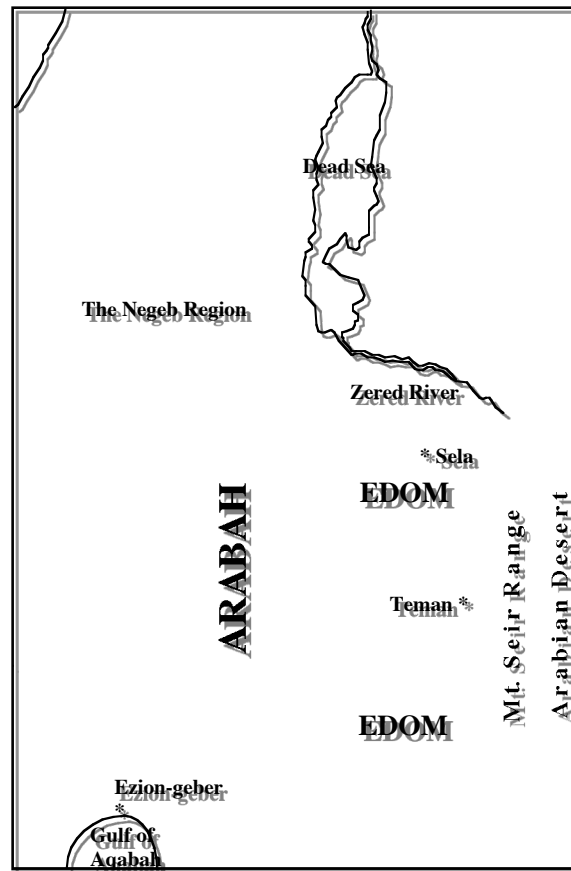 Dead Sea
The Negeb Region
Zered River
* Sela
EDOM
ARABAH
Mt. Seir Range
Arabian Desert
Teman *
EDOM
Ezion-geber
*
Gulf of
Aqabah